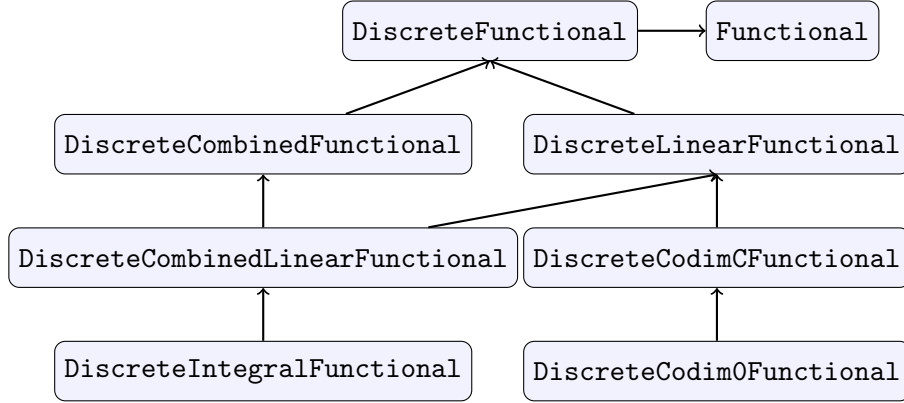 DiscreteFunctional
Functional
DiscreteCombinedFunctional
DiscreteLinearFunctional
DiscreteCombinedLinearFunctional
DiscreteCodimCFunctional
DiscreteIntegralFunctional
DiscreteCodim0Functional